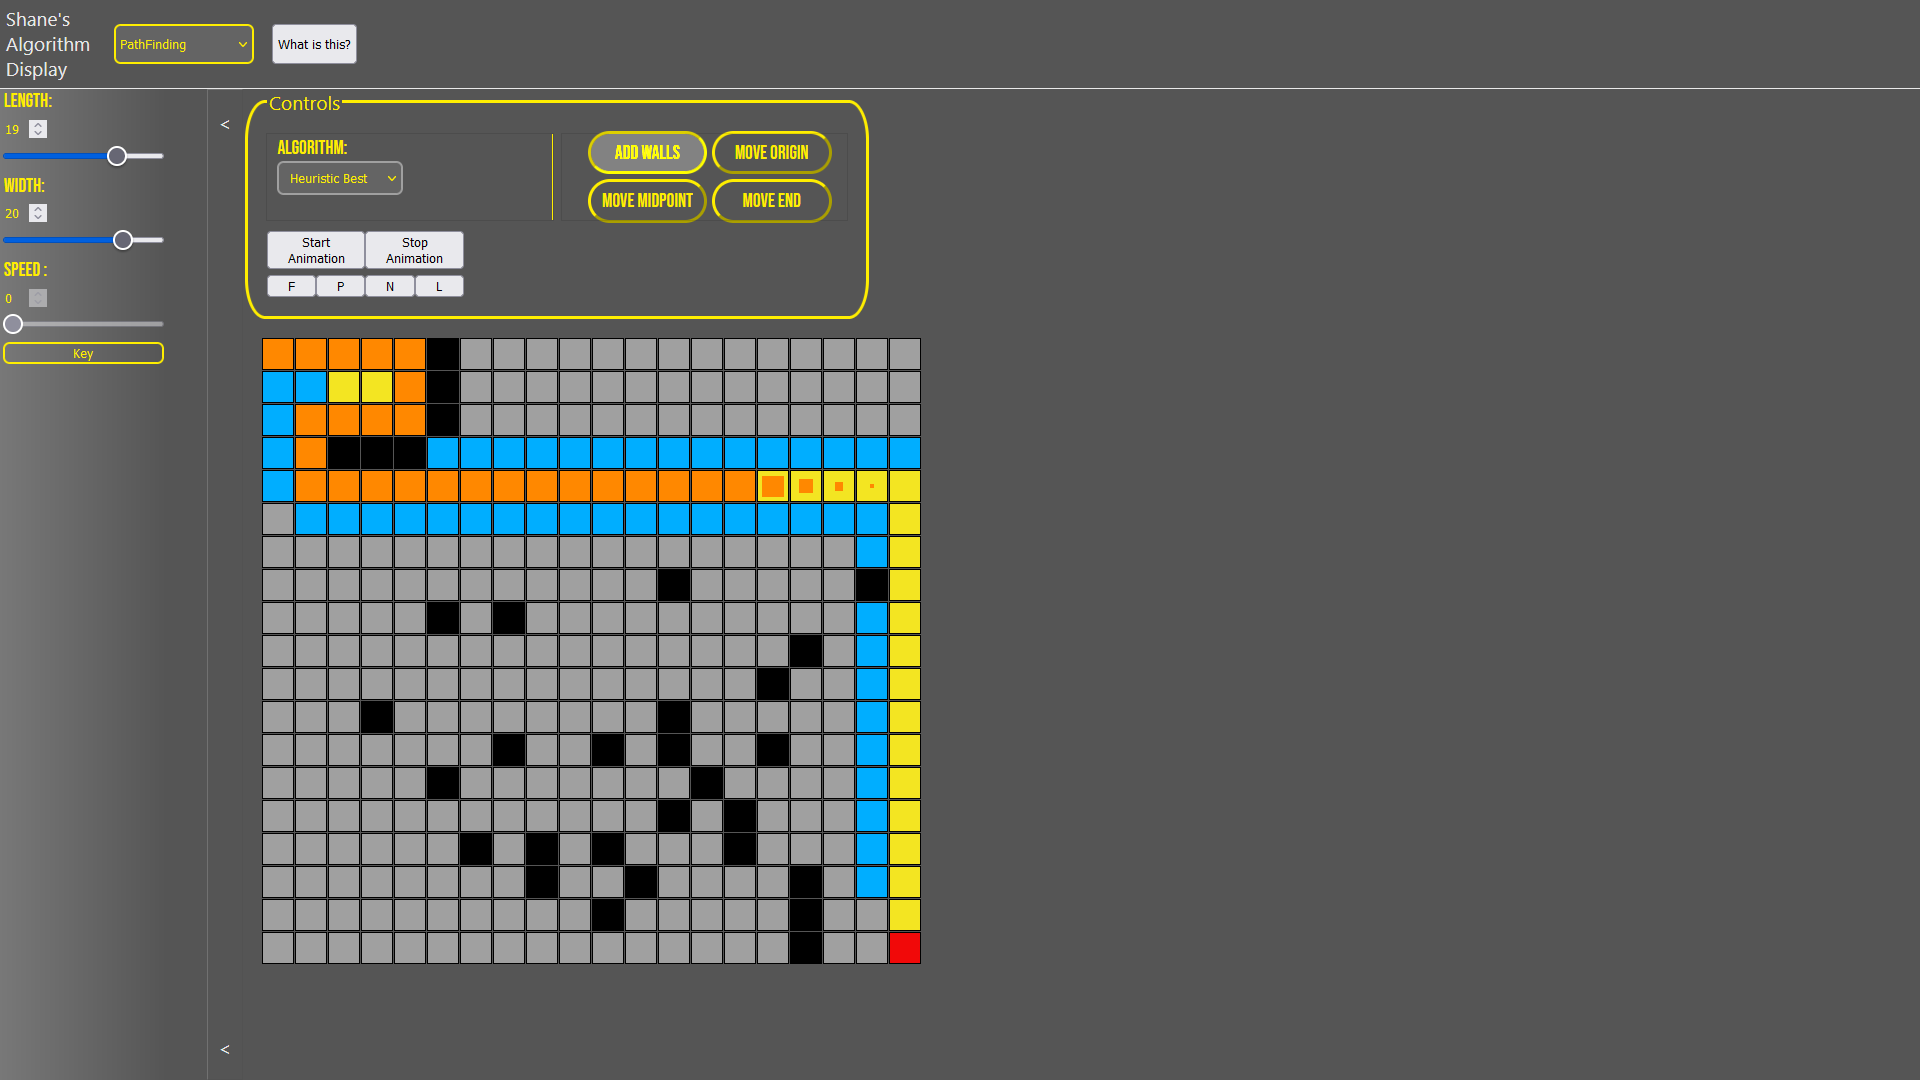 Shane's
Algorithm
Display
PathFinding
What is this?
LENGTH:
19
WIDTH:
20
SPEED :
0
Key
<
<
Controls
ALGORITHM:
Heuristic Best
ADD WALLS
MOVE ORIGIN
MOVE MIDPOINT
MOVE END
Start
Animation
Stop
Animation
F
P
N
L